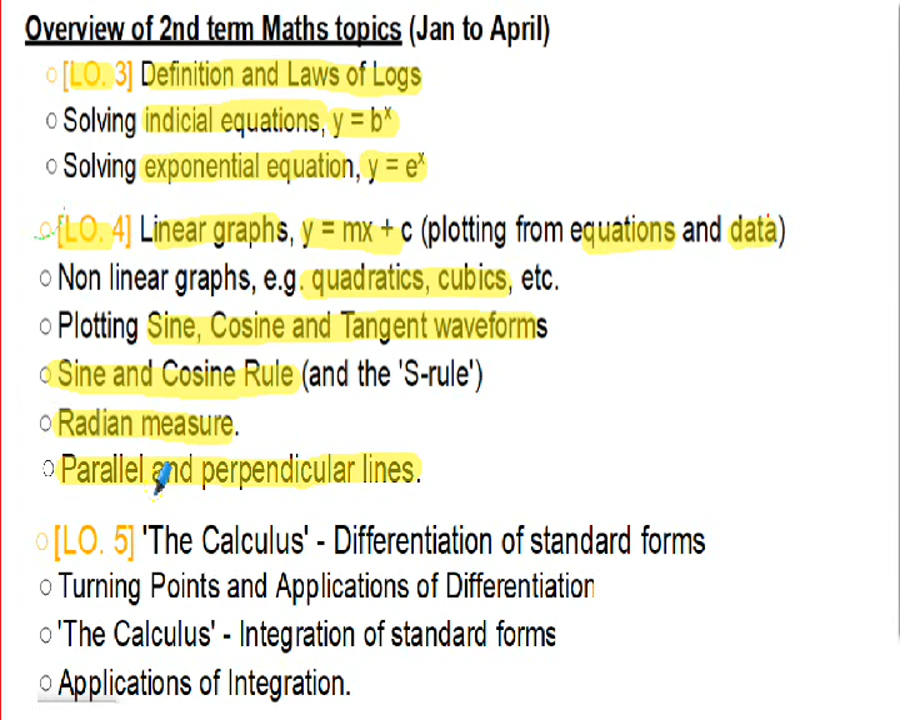 Overview of 2nd term Maths topics (Jan to April)
○ [LO. 3] Definition and Laws of Logs
○ Solving indicial equations, y = bˣ
○ Solving exponential equation, y = eˣ
○ [LO. 4] Linear graphs, y = mx + c (plotting from equations and data)
○ Non linear graphs, e.g. quadratics, cubics, etc.
○ Plotting Sine, Cosine and Tangent waveforms
○ Sine and Cosine Rule (and the 'S-rule')
○ Radian measure.
○ Parallel and perpendicular lines.
○ [LO. 5] 'The Calculus' - Differentiation of standard forms
○ Turning Points and Applications of Differentiation
○ 'The Calculus' - Integration of standard forms
○ Applications of Integration.